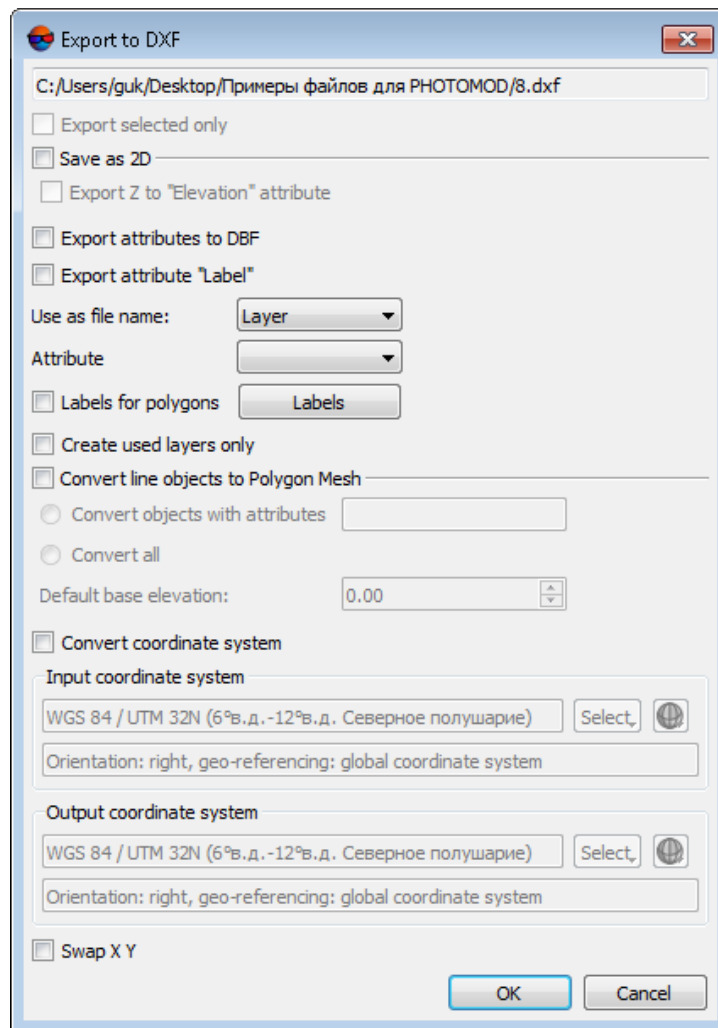 Export to DXF
C:/Users/guk/Desktop/Примеры файлов для PHOTOMOD/8.dxf
Export selected only
Save as 2D
Export Z to "Elevation" attribute
Export attributes to DBF
Export attribute "Label"
Use as file name: Layer
Attribute
Labels for polygons Labels
Create used layers only
Convert line objects to Polygon Mesh
Convert objects with attributes
Convert all
Default base elevation: 0.00
Convert coordinate system
Input coordinate system
WGS 84 / UTM 32N (6°в.д.-12°в.д. Северное полушарие) Select
Orientation: right, geo-referencing: global coordinate system
Output coordinate system
WGS 84 / UTM 32N (6°в.д.-12°в.д. Северное полушарие) Select
Orientation: right, geo-referencing: global coordinate system
Swap X Y
OK Cancel